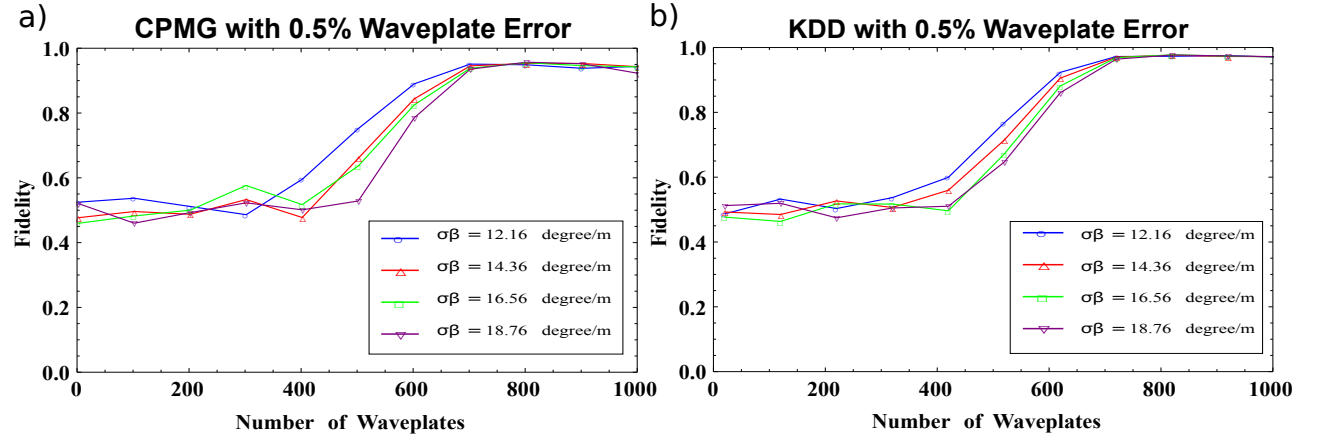 a)
CPMG with 0.5% Waveplate Error
1.0
0.8
0.6
0.4
0.2
0.0
Fidelity
0
200
400
600
800
1000
Number of Waveplates
σβ = 12.16 degree/m
σβ = 14.36 degree/m
σβ = 16.56 degree/m
σβ = 18.76 degree/m
b)
KDD with 0.5% Waveplate Error
1.0
0.8
0.6
0.4
0.2
0.0
Fidelity
200
400
600
800
1000
Number of Waveplates
σβ = 12.16 degree/m
σβ = 14.36 degree/m
σβ = 16.56 degree/m
σβ = 18.76 degree/m